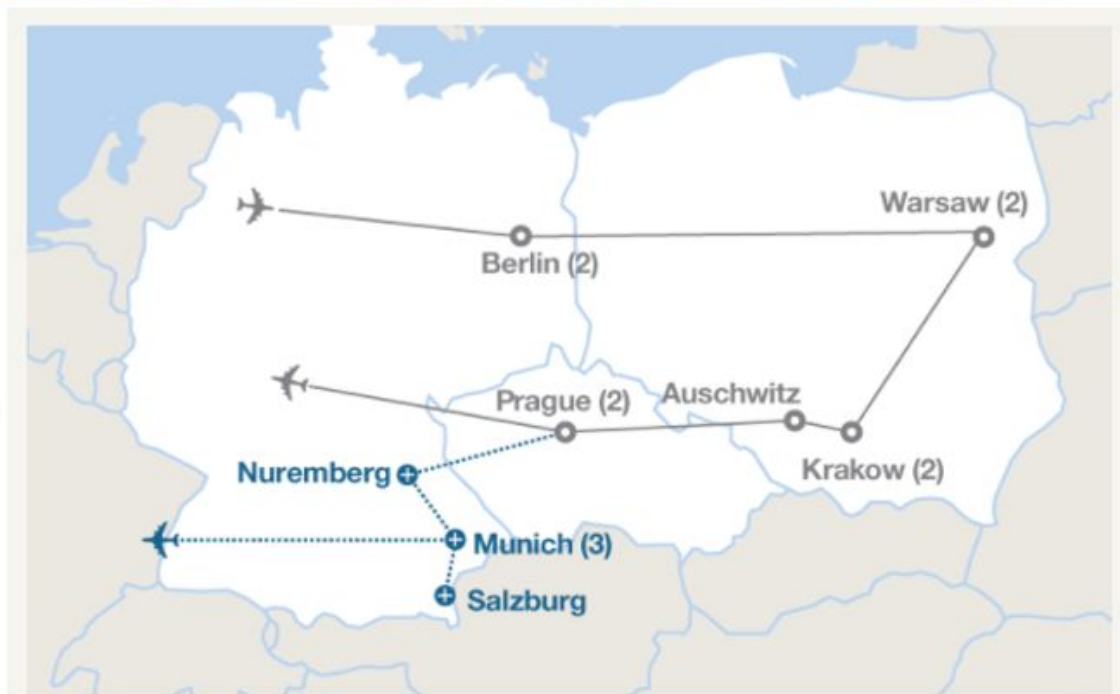 Warsaw (2)
Berlin (2)
Prague (2)
Auschwitz
Krakow (2)
Nuremberg
Munich (3)
Salzburg